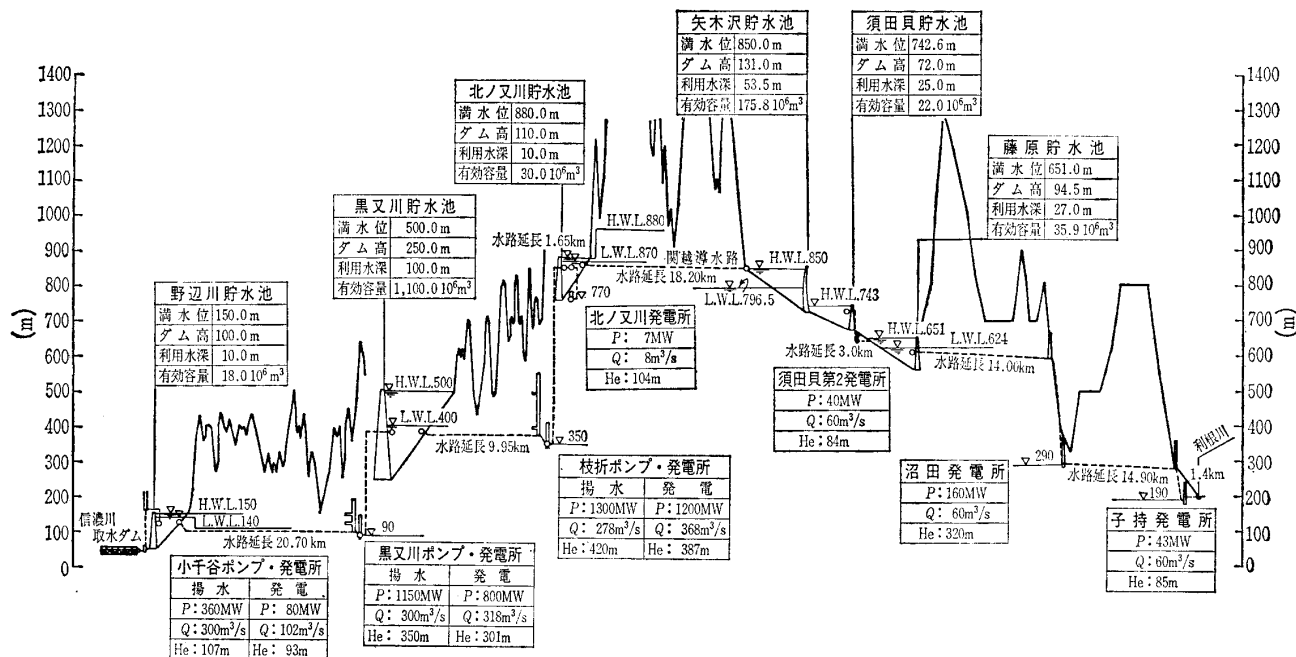 矢木沢貯水池
満水位 850.0m
ダム高 131.0m
利用水深 53.5m
有効容量 175.8 10⁶m³
須田貝貯水池
満水位 742.6m
ダム高 72.0m
利用水深 25.0m
有効容量 22.0 10⁶m³
北ノ又川貯水池
満水位 880.0m
ダム高 110.0m
利用水深 10.0m
有効容量 30.0 10⁶m³
藤原貯水池
満水位 651.0m
ダム高 94.5m
利用水深 27.0m
有効容量 35.9 10⁶m³
黒又川貯水池
満水位 500.0m
ダム高 250.0m
利用水深 100.0m
有効容量 1,100.0 10⁶m³
野辺川貯水池
満水位 150.0m
ダム高 100.0m
利用水深 10.0m
有効容量 18.0 10⁶m³
1400
1300
1200
1100
1000
900
800
700
600
500
400
300
200
100
0
(m)
信濃川
取水ダム
H.W.L.150
L.W.L.140
水路延長 20.70km
90
H.W.L.500
L.W.L.400
水路延長 9.95km
350
水路延長 1.65km
H.W.L.880
L.W.L.870
770
関越導水路
水路延長 18.20km
H.W.L.850
L.W.L.796.5
H.W.L.743
水路延長 3.0km
H.W.L.651
L.W.L.624
水路延長 14.00km
290
水路延長 14.90km
190
1.4km
利根川
1400
1300
1200
1100
1000
900
800
700
600
500
400
300
200
100
0
(m)
小千谷ポンプ・発電所
揚水 発電
P:360MW P: 80MW
Q:300m³/s Q:102m³/s
He:107m He: 93m
黒又川ポンプ・発電所
揚水 発電
P:1150MW P:800MW
Q:300m³/s Q:318m³/s
He: 350m He:301m
枝折ポンプ・発電所
揚水 発電
P:1300MW P:1200MW
Q:278m³/s Q:368m³/s
He:420m He:387m
北ノ又川発電所
P: 7MW
Q: 8m³/s
He:104m
須田貝第2発電所
P:40MW
Q:60m³/s
He:84m
沼田発電所
P:160MW
Q: 60m³/s
He:320m
子持発電所
P:43MW
Q:60m³/s
He:85m